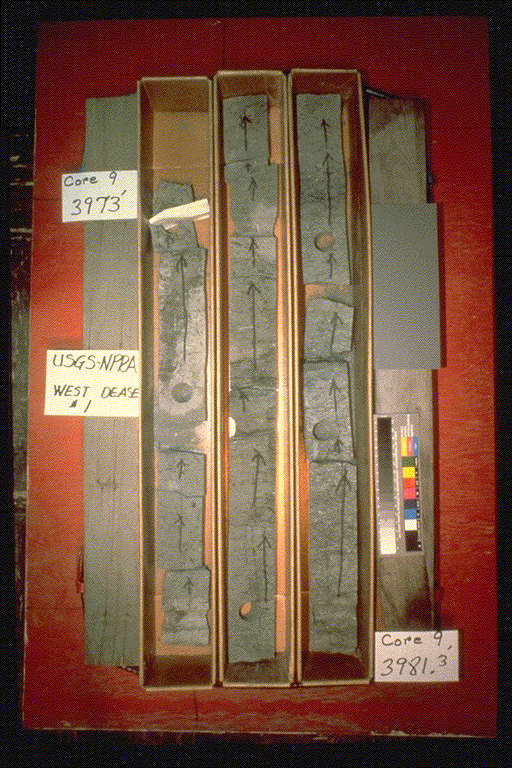 Core 9
3973'
USGS-NPRA
WEST DEASE
#1
Core 9,
3981.3